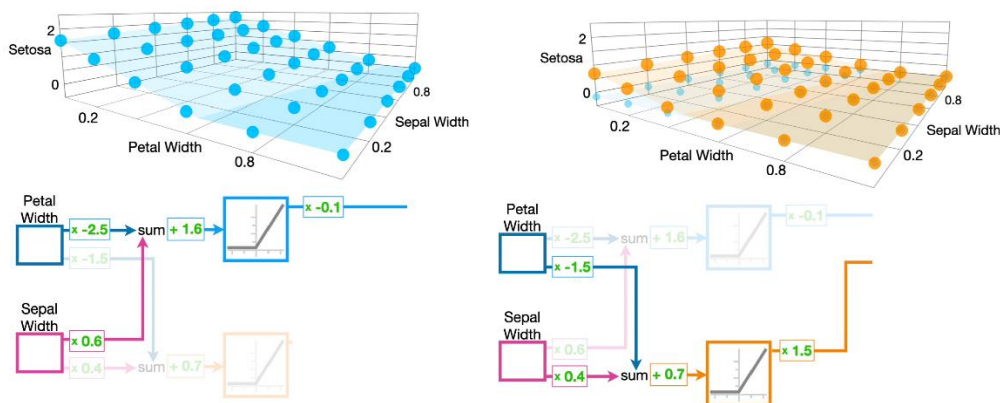 2
Setosa
0
0.2
Petal Width
0.8
Sepal Width
0.2
0.8
Petal
Width
x -2.5
sum
+ 1.6
x -0.1
x -1.5
Sepal
Width
x 0.6
x 0.4
sum
+ 0.7
2
Setosa
0
0.2
Petal Width
0.8
Sepal Width
0.2
0.8
Petal
Width
x -2.5
sum
+ 1.6
x -0.1
x -1.5
Sepal
Width
x 0.6
x 0.4
sum
+ 0.7
x 1.5